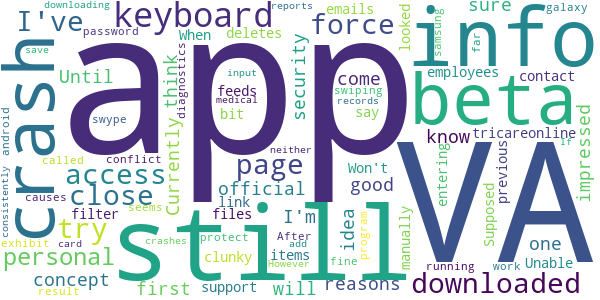 downloading
reports
samsung
galaxy
save
password
keyboard
emails
sure
info
I've
When
deletes
force
looked
far
Until
diagnostics
input
security
come
employees
contact
android
crash
app
swype
think
feeds
medical
bit
swiping
records
say
beta
impressed
consistently
Currently
conflict
neither
know
tricareonline
If
called
access
page
Won't
good
entering
previous
VA
causes
close
official
link
I'm
idea
manually
Supposed
one
exhibit
card
filter
try
files
After
add
items
program
Unable
personal
seems
still
crashes
protect
clunky
However
fine
reasons
running
work
concept
result
first
support
will
downloaded